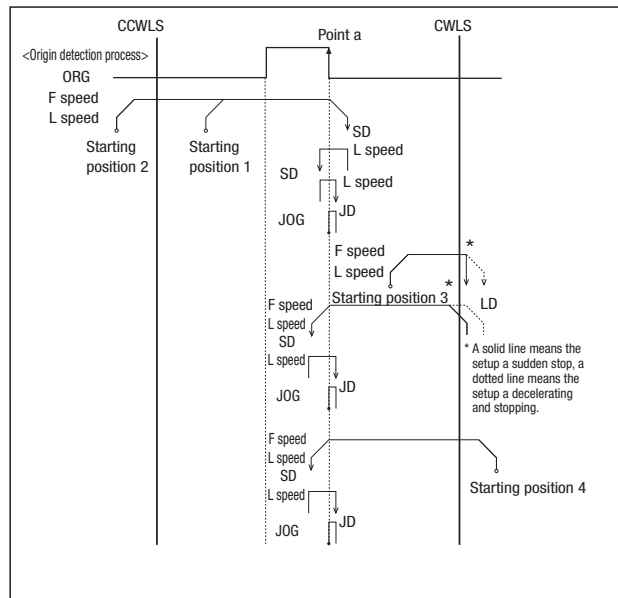 CCWLS
CWLS
Point a
<Origin detection process>
ORG
F speed
L speed
SD
Starting
position 2
Starting
position 1
L speed
SD
L speed
JOG
JD
F speed
*
L speed
Starting position 3
*
LD
F speed
L speed
SD
* A solid line means the
setup a sudden stop, a
dotted line means the
setup a decelerating
and stopping.
L speed
JOG
JD
F speed
L speed
SD
Starting position 4
L speed
JOG
JD